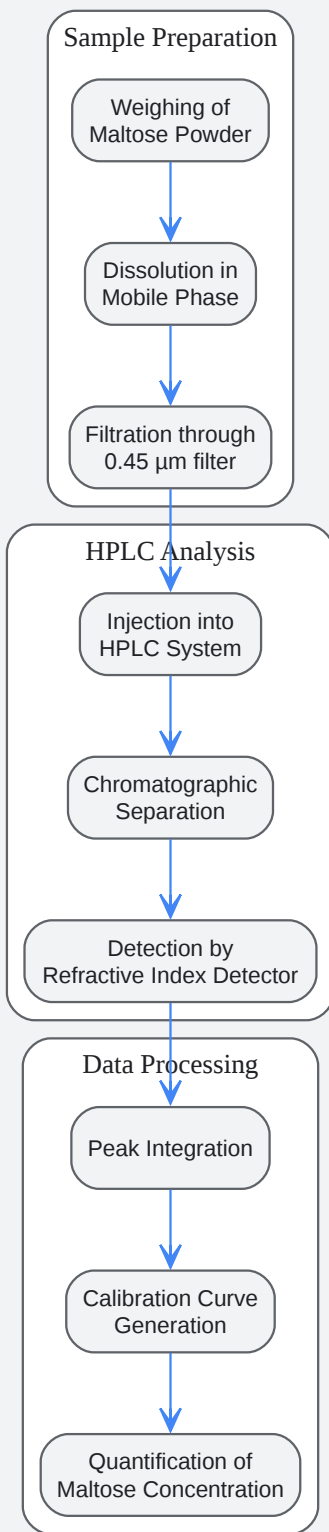 Sample Preparation
Weighing of
Maltose Powder
Dissolution in
Mobile Phase
Filtration through
0.45 µm filter
HPLC Analysis
Injection into
HPLC System
Chromatographic
Separation
Detection by
Refractive Index Detector
Data Processing
Peak Integration
Calibration Curve
Generation
Quantification of
Maltose Concentration